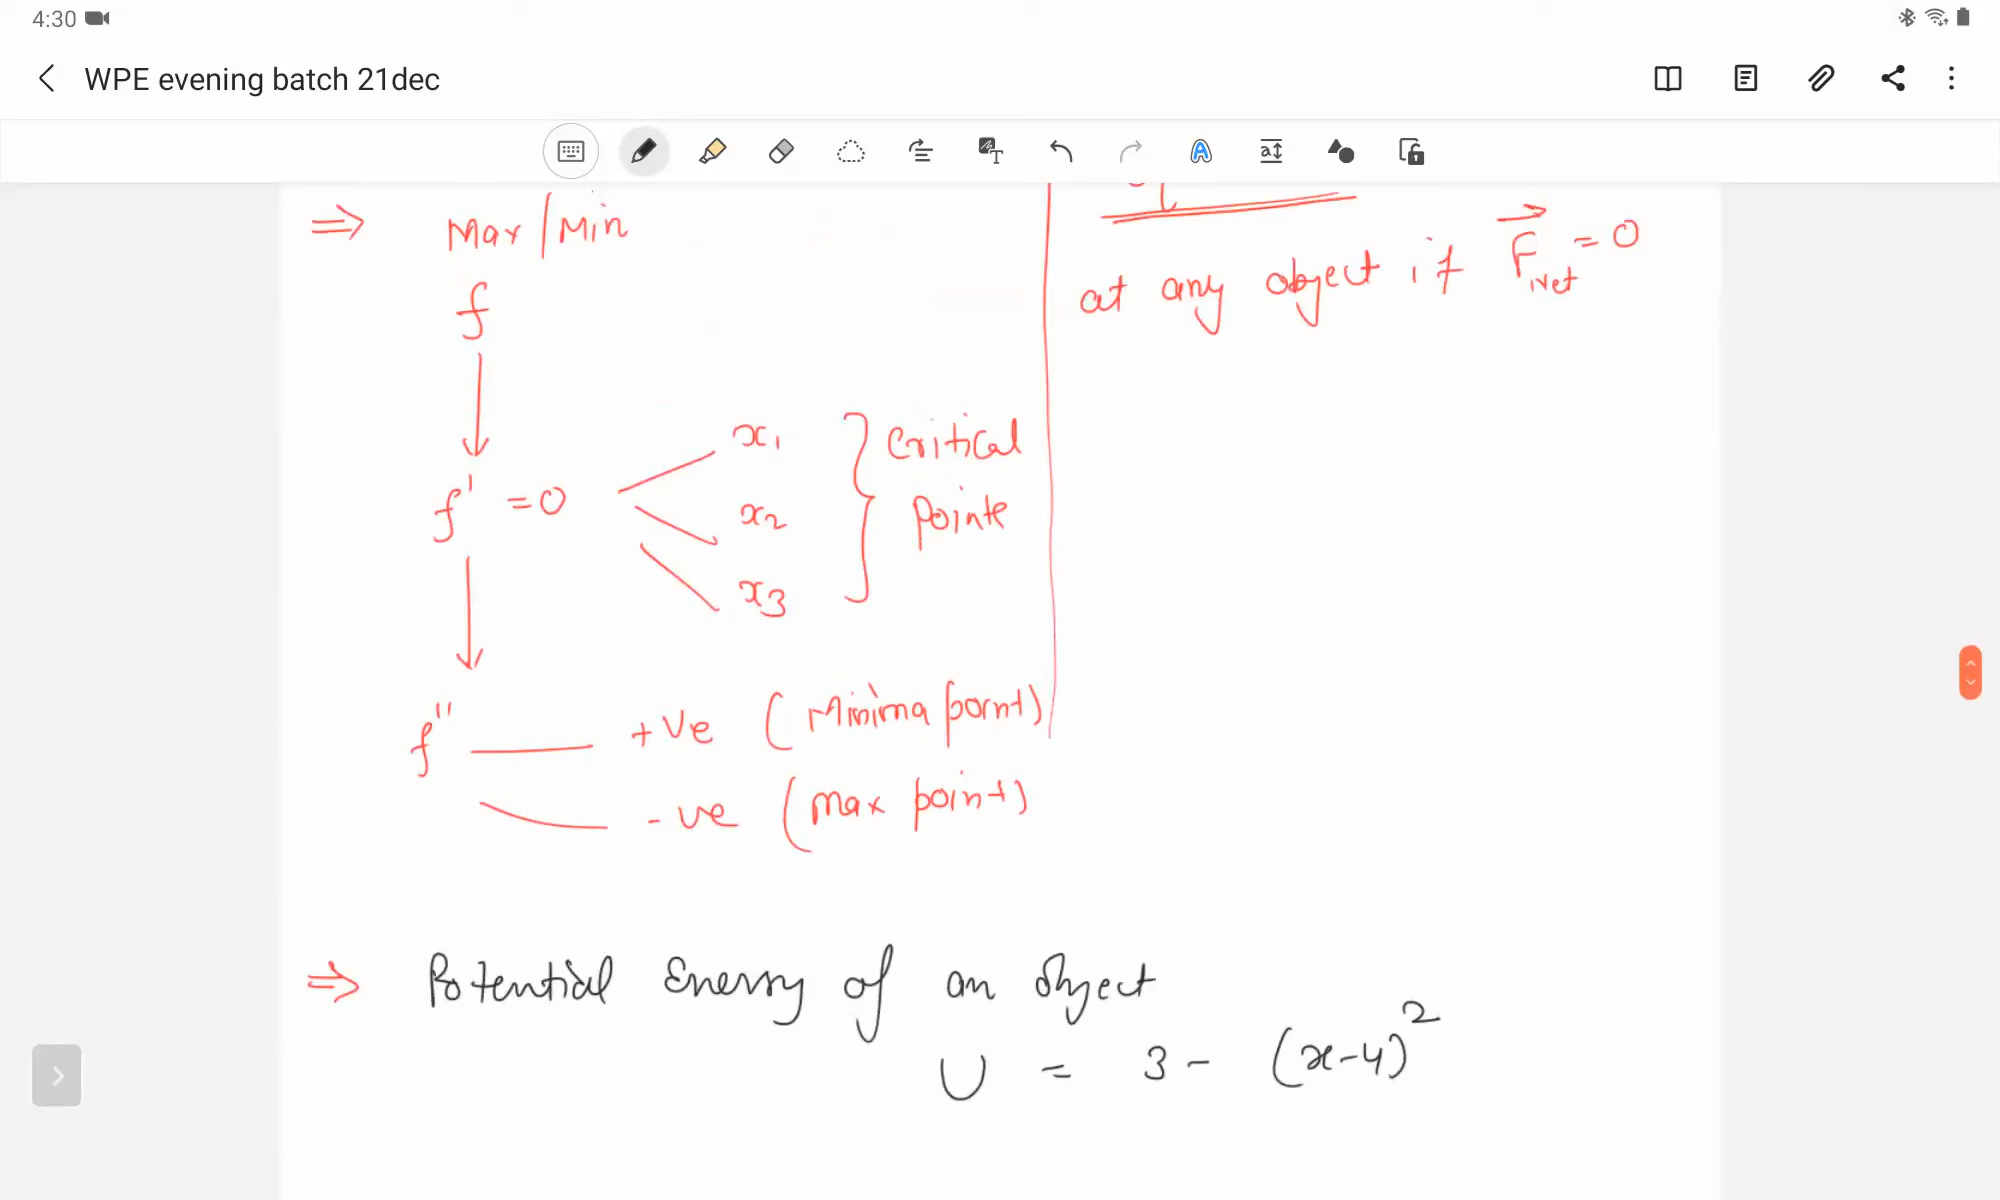 4:30
WPE evening batch 21dec
⇒ Max/Min
f
f' = 0
x₁
x₂
x₃
Critical
Points
f'' +ve (Minima point)
-ve (Max point)
at any object if F⃗Net = 0
⇒ Potential Energy of an object
U = 3 - (x-4)²